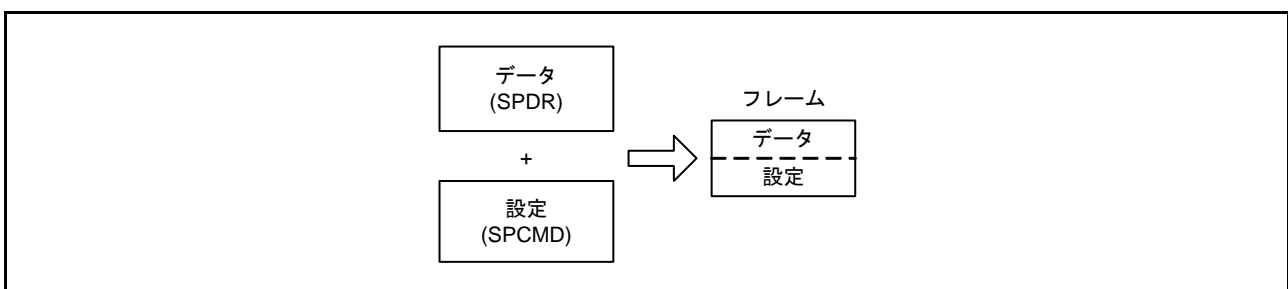 データ
(SPDR)
+
設定
(SPCMD)
フレーム
データ
設定